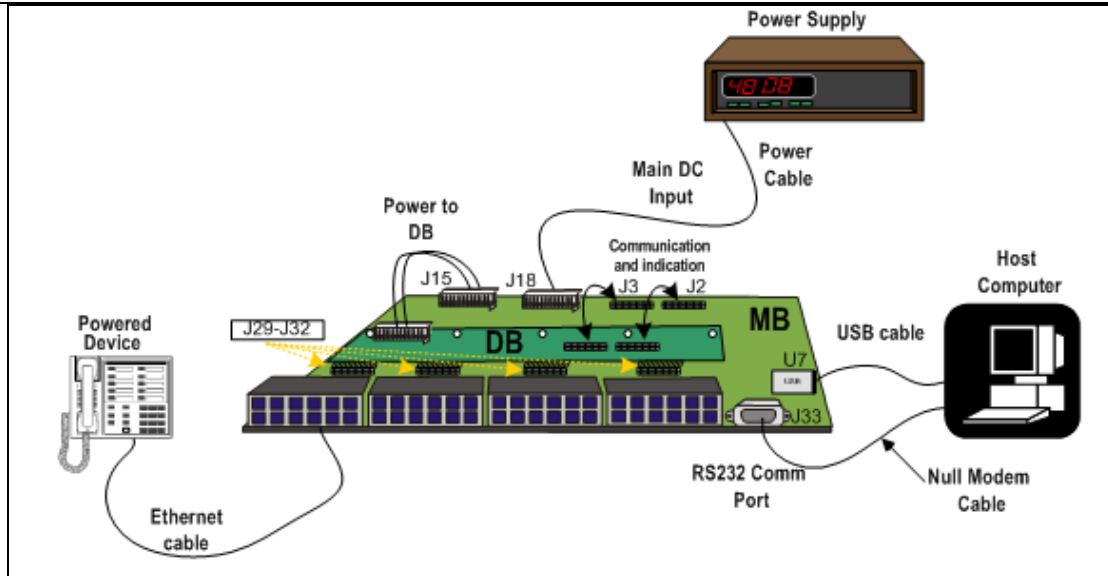 Power Supply
48 08
Power
Cable
Main DC
Input
Power to
DB
Communication
and indication
J15
J18
J3
J2
Host
Computer
Powered
Device
J29-J32
MB
DB
USB cable
U7
USB
J33
RS232 Comm
Port
Null Modem
Cable
Ethernet
cable